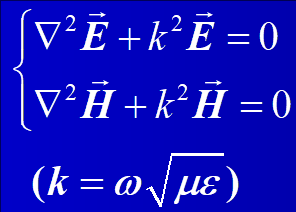 ∇²E⃗ + k²E⃗ = 0
∇²H⃗ + k²H⃗ = 0
(k = ω√με)